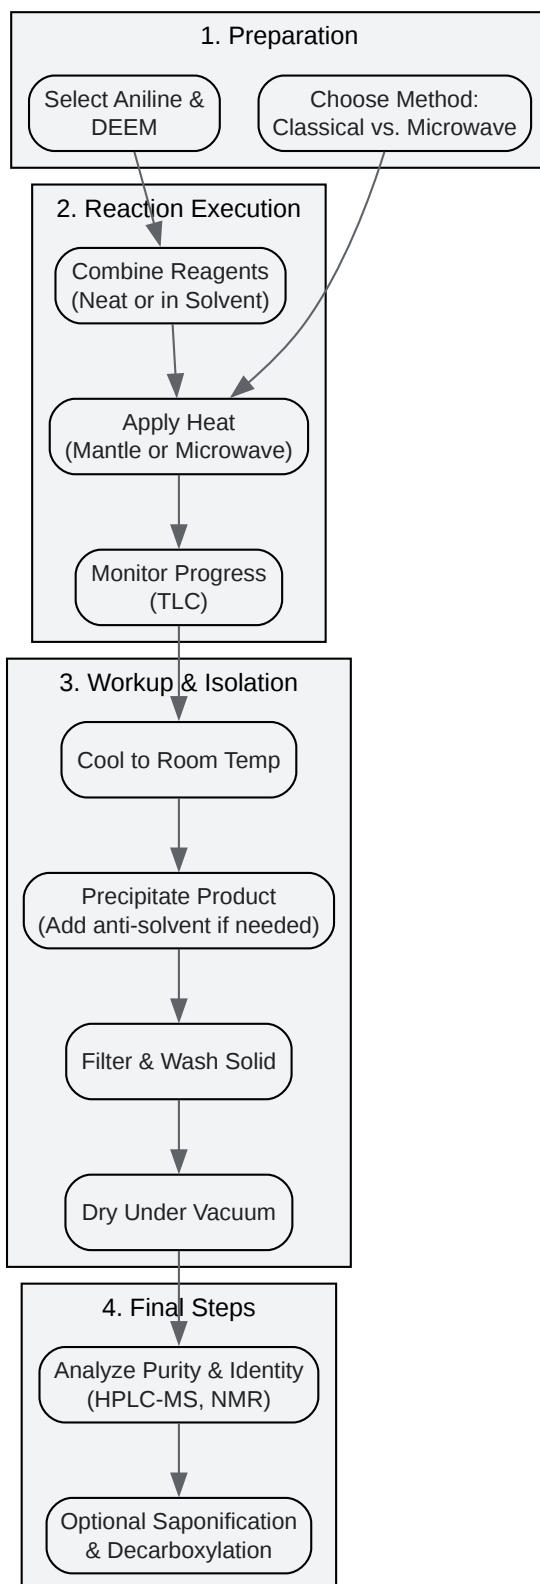 1. Preparation
Select Aniline &
DEEM
Choose Method:
Classical vs. Microwave
2. Reaction Execution
Combine Reagents
(Neat or in Solvent)
Apply Heat
(Mantle or Microwave)
Monitor Progress
(TLC)
3. Workup & Isolation
Cool to Room Temp
Precipitate Product
(Add anti-solvent if needed)
Filter & Wash Solid
Dry Under Vacuum
4. Final Steps
Analyze Purity & Identity
(HPLC-MS, NMR)
Optional Saponification
& Decarboxylation